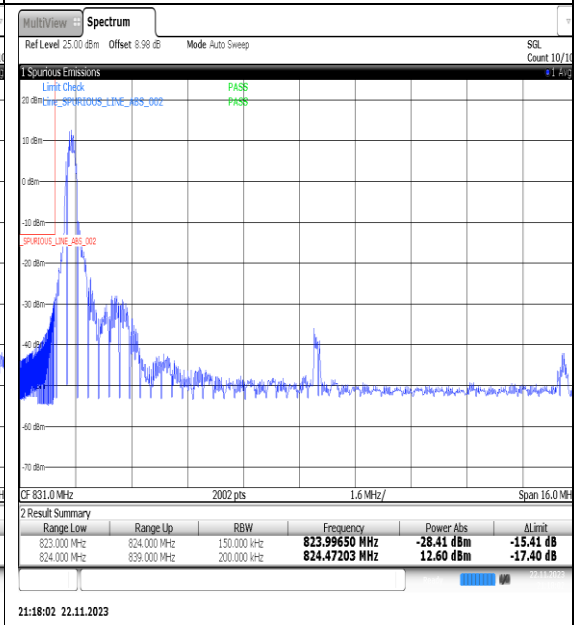 MultiView Spectrum
Ref Level 25.00 dBm Offset 8.98 dB Mode Auto Sweep SGL
Count 10/10
1 Spurious Emissions 1 Avg
Limit Check PASS
20 dBm Line_SPURIOUS_LINE_ABS_002 PASS
10 dBm
0 dBm
-10 dBm
_SPURIOUS_LINE_ABS_002
-20 dBm
-30 dBm
-40 dBm
-60 dBm
-70 dBm
CF 831.0 MHz 2002 pts 1.6 MHz/ Span 16.0 MH
2 Result Summary
Range Low Range Up RBW Frequency Power Abs ΔLimit
823.000 MHz 824.000 MHz 150.000 kHz 823.99650 MHz -28.41 dBm -15.41 dB
824.000 MHz 839.000 MHz 200.000 kHz 824.47203 MHz 12.60 dBm -17.40 dB
22.11.2023
21:18:02 22.11.2023